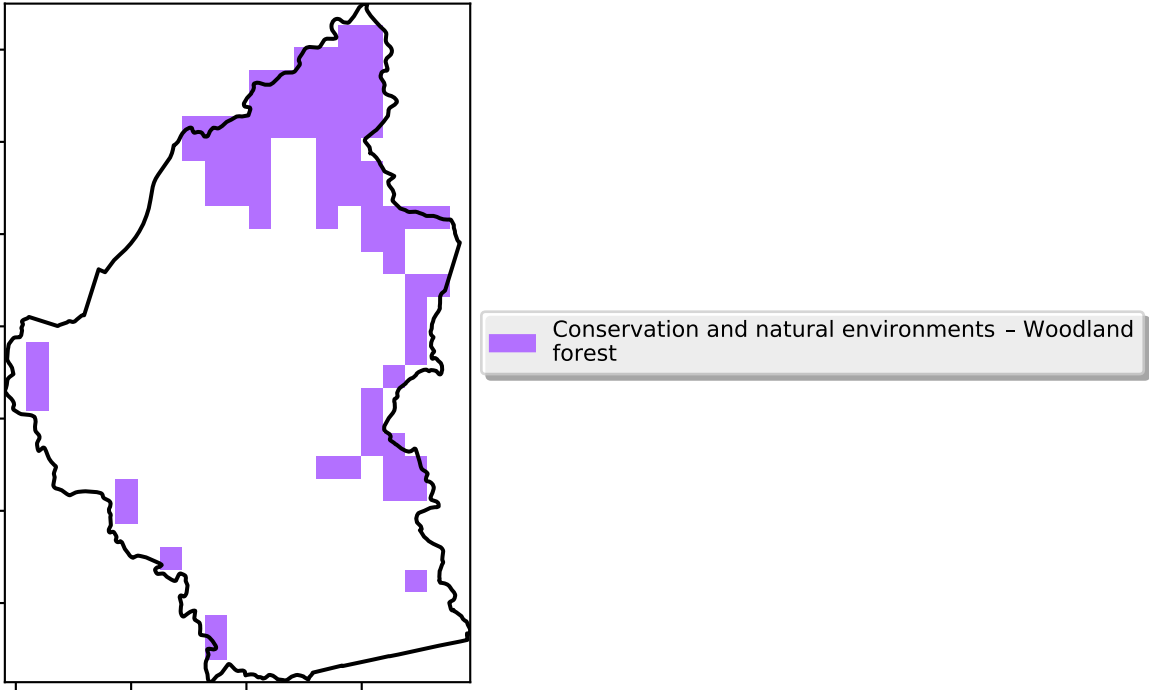 Conservation and natural environments – Woodland
forest